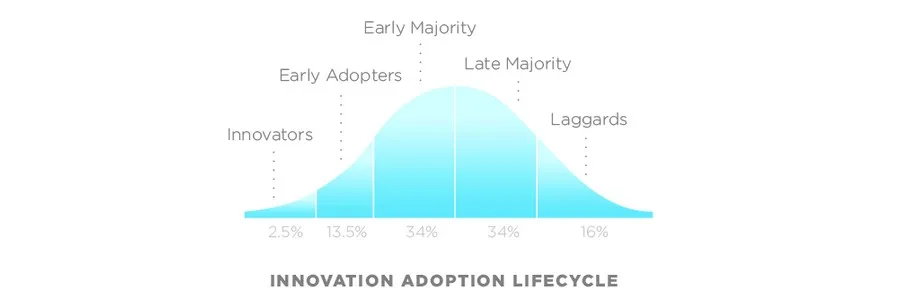 Early Majority
Late Majority
Early Adopters
Laggards
Innovators
2.5% 13.5% 34% 34% 16%
INNOVATION ADOPTION LIFECYCLE